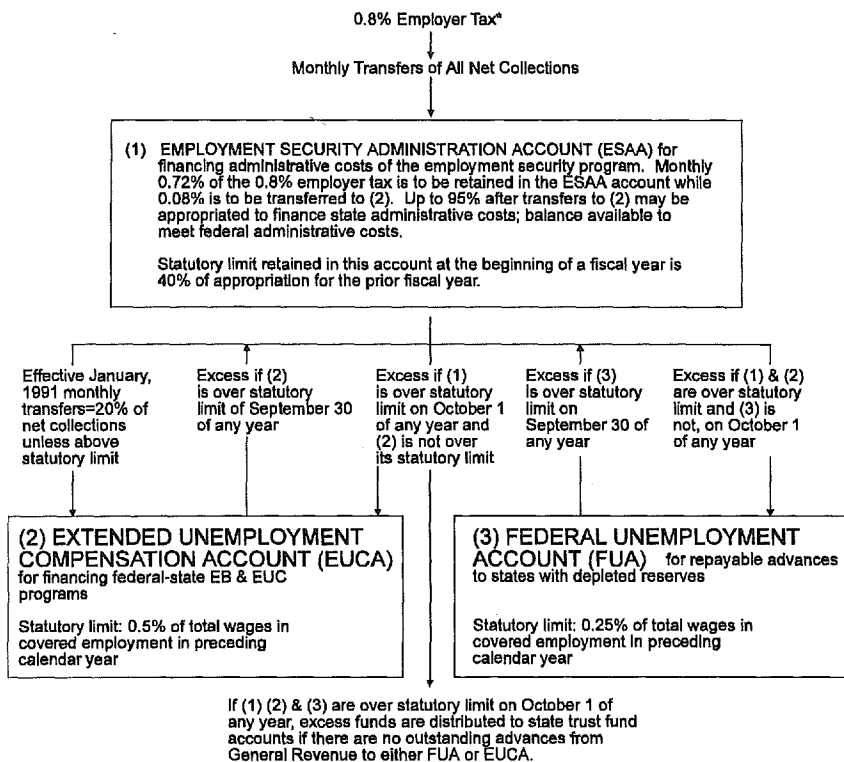 0.8% Employer Tax*
Monthly Transfers of All Net Collections
(1) EMPLOYMENT SECURITY ADMINISTRATION ACCOUNT (ESAA) for
financing administrative costs of the employment security program. Monthly
0.72% of the 0.8% employer tax is to be retained in the ESAA account while
0.08% is to be transferred to (2). Up to 95% after transfers to (2) may be
appropriated to finance state administrative costs; balance available to
meet federal administrative costs.
Statutory limit retained in this account at the beginning of a fiscal year is
40% of appropriation for the prior fiscal year.
Effective January,
1991 monthly
transfers=20% of
net collections
unless above
statutory limit
Excess if (2)
is over statutory
limit of September 30
of any year
Excess if (1)
is over statutory
limit on October 1
of any year and
(2) is not over
its statutory limit
Excess if (3)
is over statutory
limit on
September 30 of
any year
Excess if (1) & (2)
are over statutory
limit and (3) is
not, on October 1
of any year
(2) EXTENDED UNEMPLOYMENT
COMPENSATION ACCOUNT (EUCA)
for financing federal-state EB & EUC
programs
Statutory limit: 0.5% of total wages in
covered employment in preceding
calendar year
(3) FEDERAL UNEMPLOYMENT
ACCOUNT (FUA) for repayable advances
to states with depleted reserves
Statutory limit: 0.25% of total wages in
covered employment in preceding
calendar year
If (1) (2) & (3) are over statutory limit on October 1 of
any year, excess funds are distributed to state trust fund
accounts if there are no outstanding advances from
General Revenue to either FUA or EUCA.